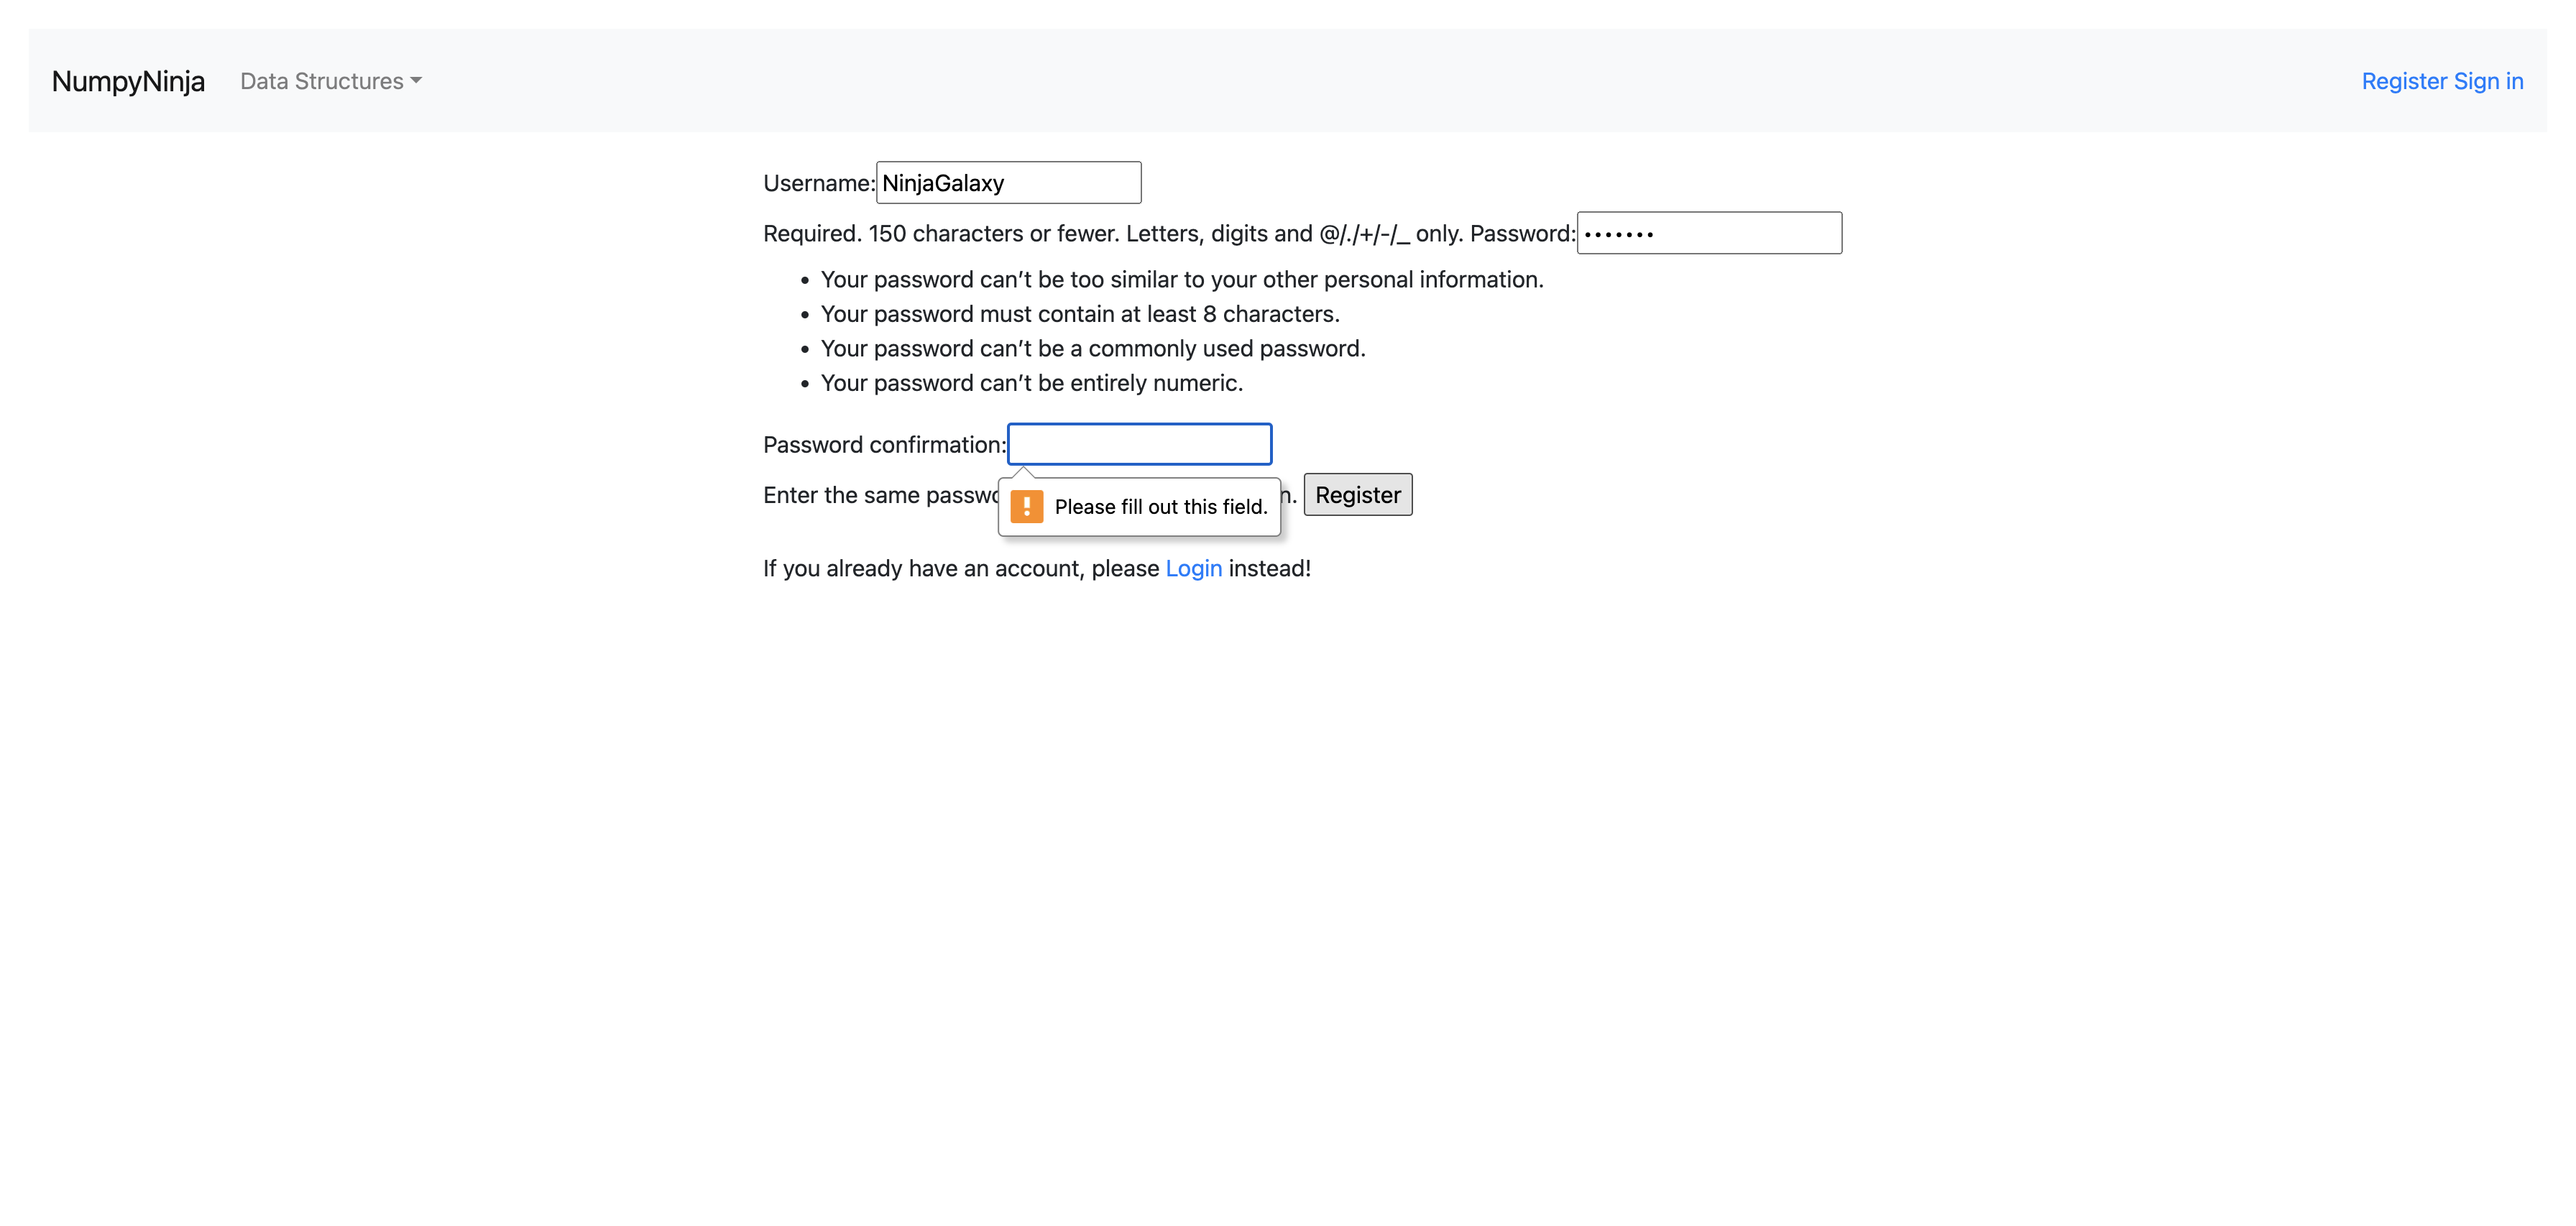 NumpyNinja Data Structures Register Sign in
Username: NinjaGalaxy
Required. 150 characters or fewer. Letters, digits and @/./+/-/_ only. Password: •••••••
• Your password can’t be too similar to your other personal information.
• Your password must contain at least 8 characters.
• Your password can’t be a commonly used password.
• Your password can’t be entirely numeric.
Password confirmation:
Enter the same Register
! Please fill out this field.
If you already have an account, please Login instead!